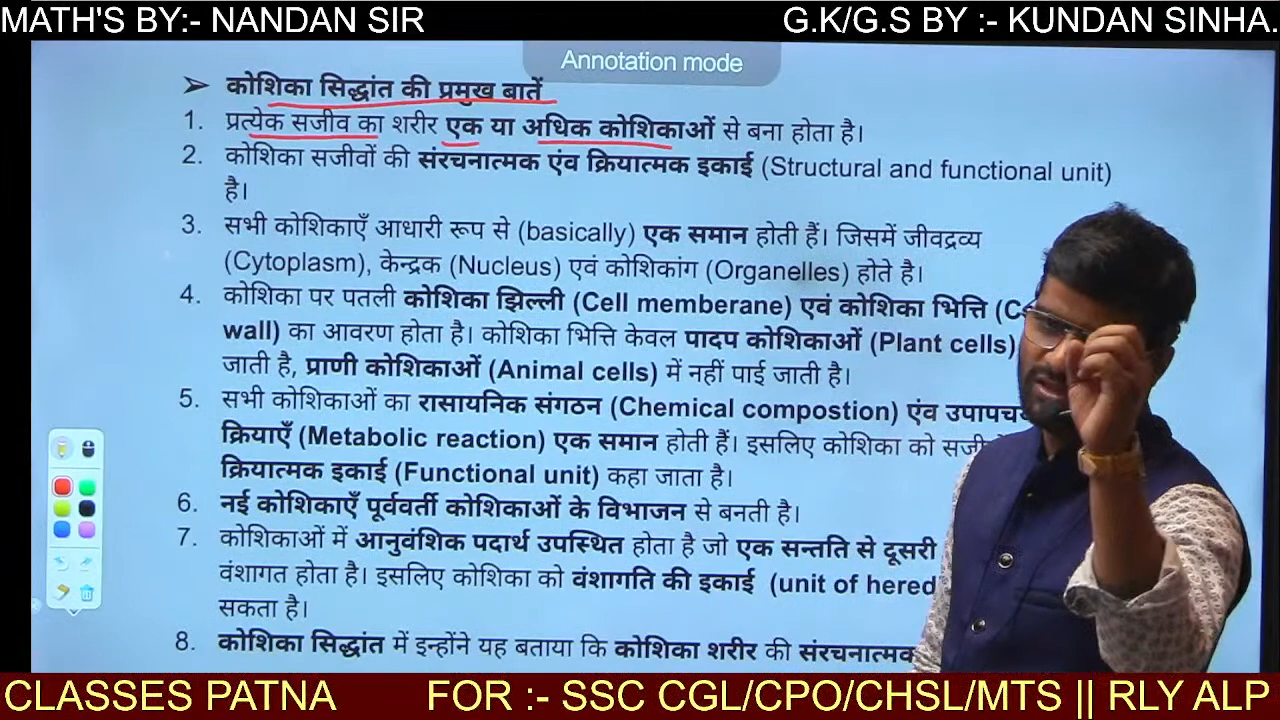 MATH'S BY:- NANDAN SIR G.K/G.S BY :- KUNDAN SINHA.
Annotation mode
➢ कोशिका सिद्धांत की प्रमुख बातें
1. प्रत्येक सजीव का शरीर एक या अधिक कोशिकाओं से बना होता है।
2. कोशिका सजीवों की संरचनात्मक एंव क्रियात्मक इकाई (Structural and functional unit)
है।
3. सभी कोशिकाएँ आधारी रूप से (basically) एक समान होती हैं। जिसमें जीवद्रव्य
(Cytoplasm), केन्द्रक (Nucleus) एवं कोशिकांग (Organelles) होते है।
4. कोशिका पर पतली कोशिका झिल्ली (Cell memberane) एवं कोशिका भित्ति
wall) का आवरण होता है। कोशिका भित्ति केवल पादप कोशिकाओं (Plant cells)
जाती है, प्राणी कोशिकाओं (Animal cells) में नहीं पाई जाती है।
5. सभी कोशिकाओं का रासायनिक संगठन (Chemical compostion) एंव
क्रियाएँ (Metabolic reaction) एक समान होती हैं। इसलिए कोशिका को
क्रियात्मक इकाई (Functional unit) कहा जाता है।
6. नई कोशिकाएँ पूर्ववर्ती कोशिकाओं के विभाजन से बनती है।
7. कोशिकाओं में आनुवंशिक पदार्थ उपस्थित होता है जो एक सन्तति से दूसरी
वंशागत होता है। इसलिए कोशिका को वंशागति की इकाई (unit of hered
सकता है।
8. कोशिका सिद्धांत में इन्होंने यह बताया कि कोशिका शरीर की संरचनात्मक
CLASSES PATNA FOR :- SSC CGL/CPO/CHSL/MTS || RLY ALP